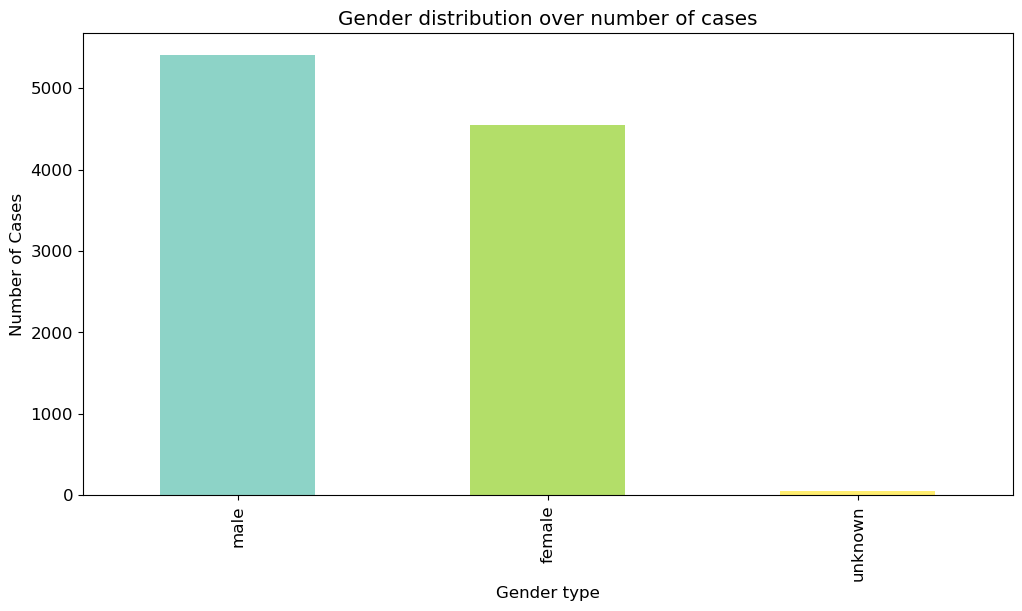 Gender distribution over number of cases
Number of Cases
5000
4000
3000
2000
1000
0
male
female
unknown
Gender type